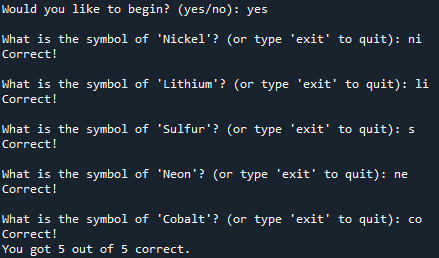 Would you like to begin? (yes/no): yes
What is the symbol of 'Nickel'? (or type 'exit' to quit): ni
Correct!
What is the symbol of 'Lithium'? (or type 'exit' to quit): li
Correct!
What is the symbol of 'Sulfur'? (or type 'exit' to quit): s
Correct!
What is the symbol of 'Neon'? (or type 'exit' to quit): ne
Correct!
What is the symbol of 'Cobalt'? (or type 'exit' to quit): co
Correct!
You got 5 out of 5 correct.